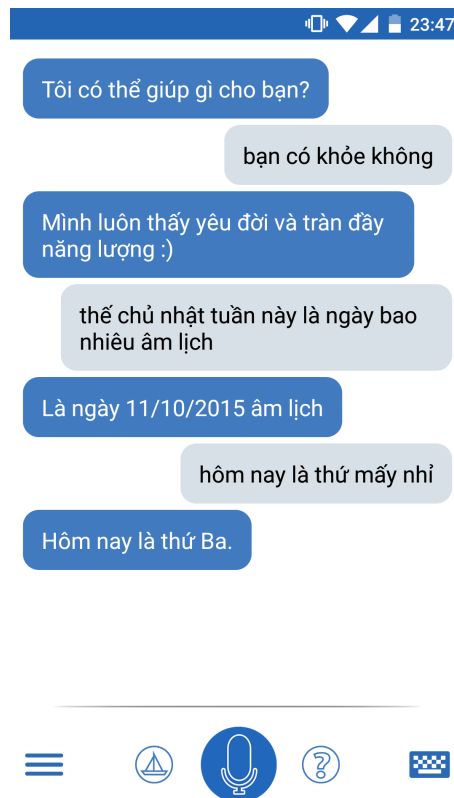 23:47
Tôi có thể giúp gì cho bạn?
bạn có khỏe không
Mình luôn thấy yêu đời và tràn đầy
năng lượng :)
thế chủ nhật tuần này là ngày bao
nhiêu âm lịch
Là ngày 11/10/2015 âm lịch
hôm nay là thứ mấy nhỉ
Hôm nay là thứ Ba.
?